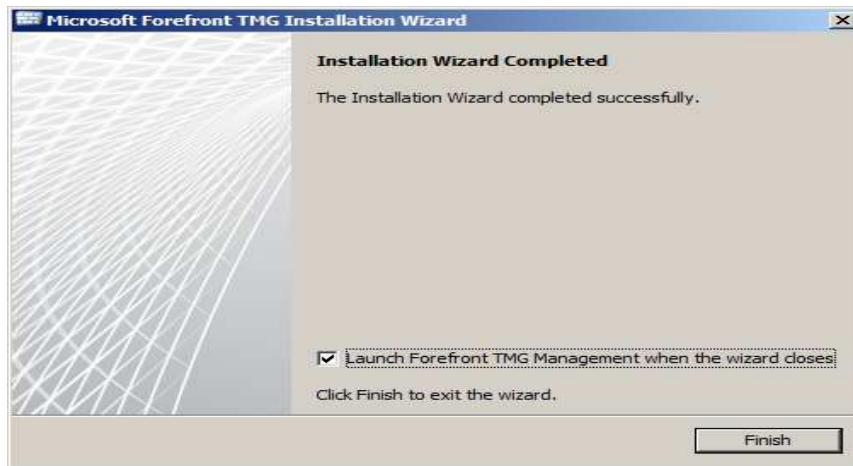 Microsoft Forefront TMG Installation Wizard
Installation Wizard Completed
The Installation Wizard completed successfully.
Launch Forefront TMG Management when the wizard closes
Click Finish to exit the wizard.
Finish